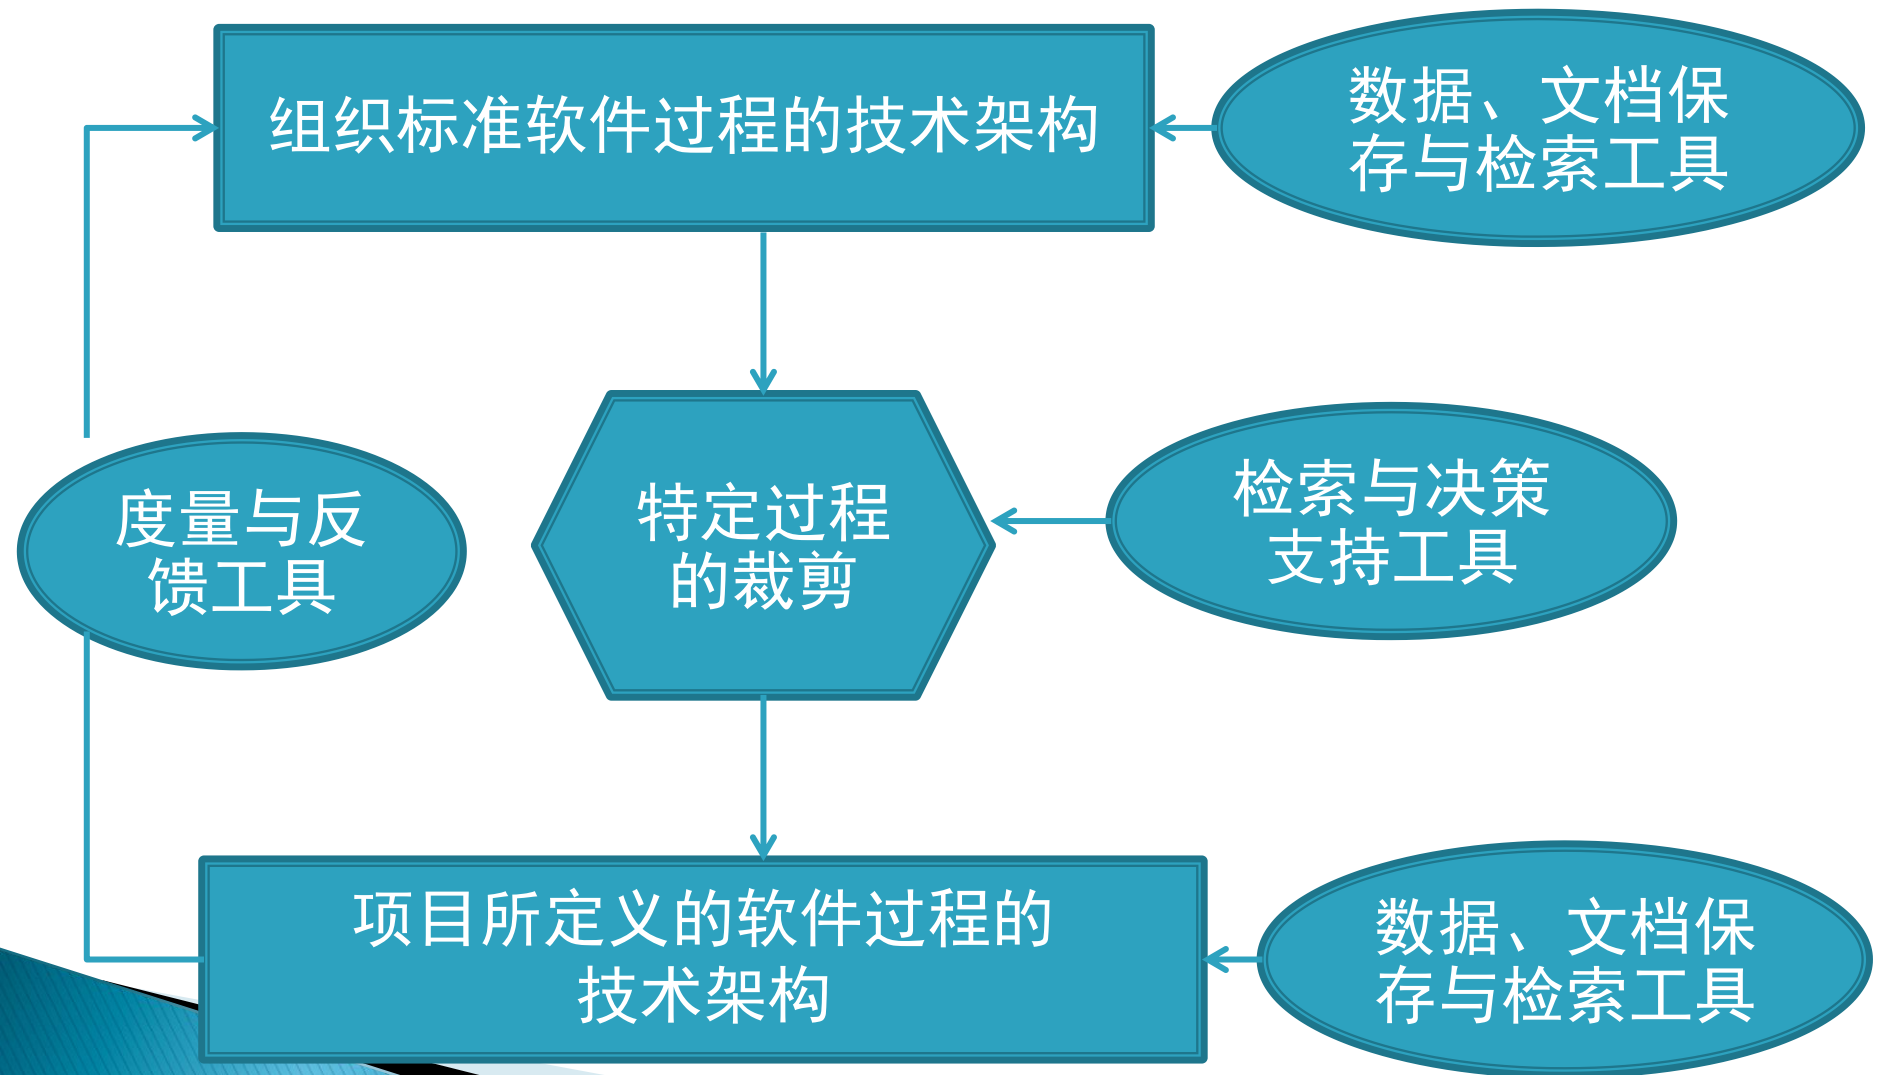 组织标准软件过程的技术架构
数据、文档保
存与检索工具
度量与反
馈工具
特定过程
的裁剪
检索与决策
支持工具
项目所定义的软件过程的
技术架构
数据、文档保
存与检索工具